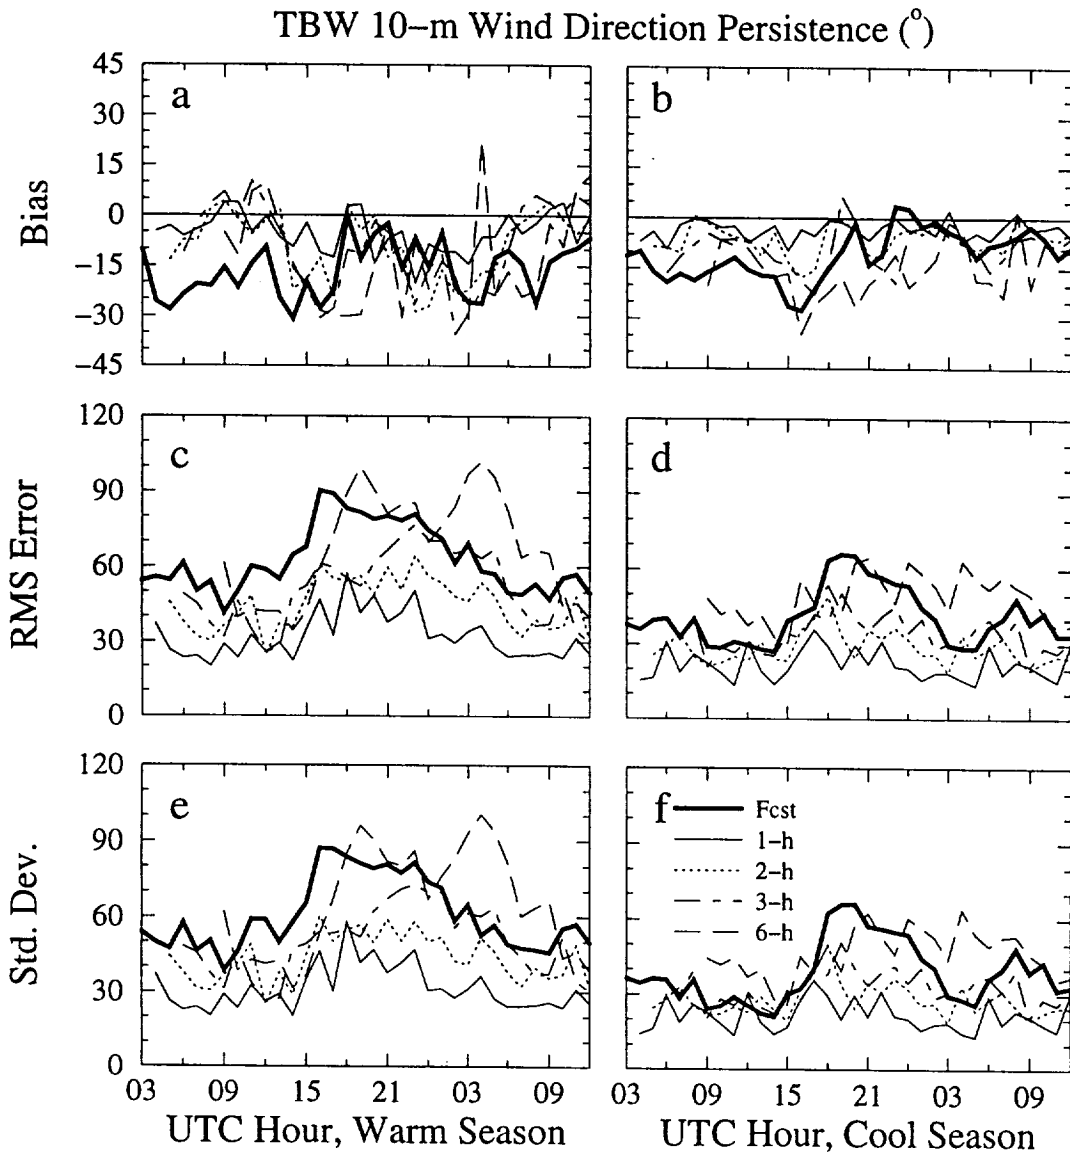 TBW 10–m Wind Direction Persistence (°)
a
b
Bias
45
30
15
0
−15
−30
−45
c
d
RMS Error
120
90
60
30
0
e
f
Std. Dev.
120
90
60
30
0
Fcst
1–h
2–h
3–h
6–h
03 09 15 21 03 09
03 09 15 21 03 09
UTC Hour, Warm Season
UTC Hour, Cool Season